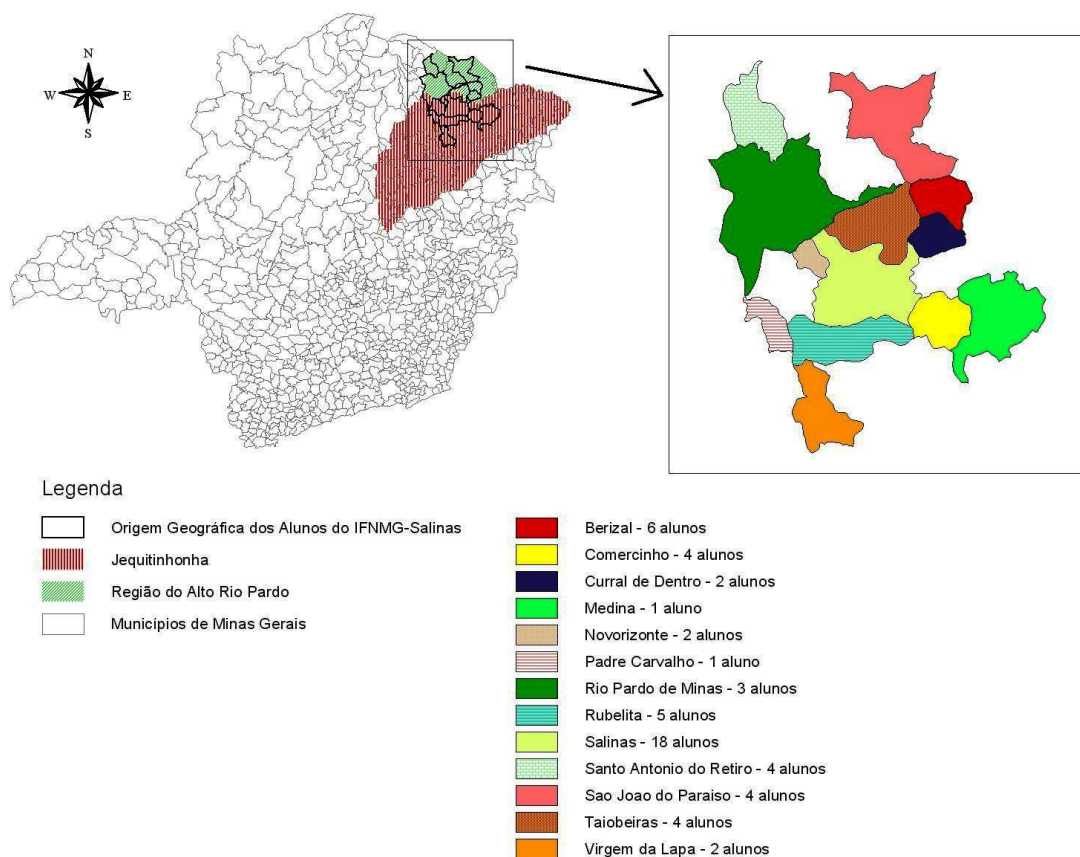 N
W
E
S
Legenda
Origem Geográfica dos Alunos do IFNMG-Salinas
Jequitinhonha
Região do Alto Rio Pardo
Municípios de Minas Gerais
Berizal - 6 alunos
Comercinho - 4 alunos
Curral de Dentro - 2 alunos
Medina - 1 aluno
Novorizonte - 2 alunos
Padre Carvalho - 1 aluno
Rio Pardo de Minas - 3 alunos
Rubelita - 5 alunos
Salinas - 18 alunos
Santo Antonio do Retiro - 4 alunos
Sao Joao do Paraiso - 4 alunos
Taiobeiras - 4 alunos
Virgem da Lapa - 2 alunos